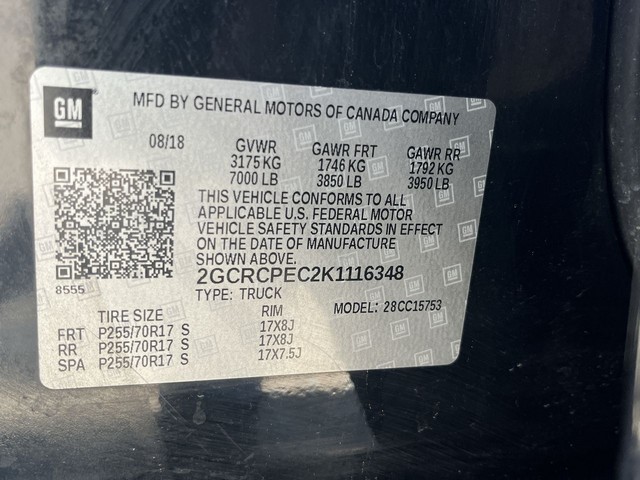 GM
MFD BY GENERAL MOTORS OF CANADA COMPANY
08/18 GVWR GAWR FRT GAWR RR
3175 KG 1746 KG 1792 KG
7000 LB 3850 LB 3950 LB
THIS VEHICLE CONFORMS TO ALL
APPLICABLE U.S. FEDERAL MOTOR
VEHICLE SAFETY STANDARDS IN EFFECT
ON THE DATE OF MANUFACTURE
SHOWN ABOVE.
2GCRCPEC2K1116348
8555
TYPE: TRUCK MODEL: 28CC15753
TIRE SIZE RIM
FRT P255/70R17 S 17X8J
RR P255/70R17 S 17X8J
SPA P255/70R17 S 17X7.5J